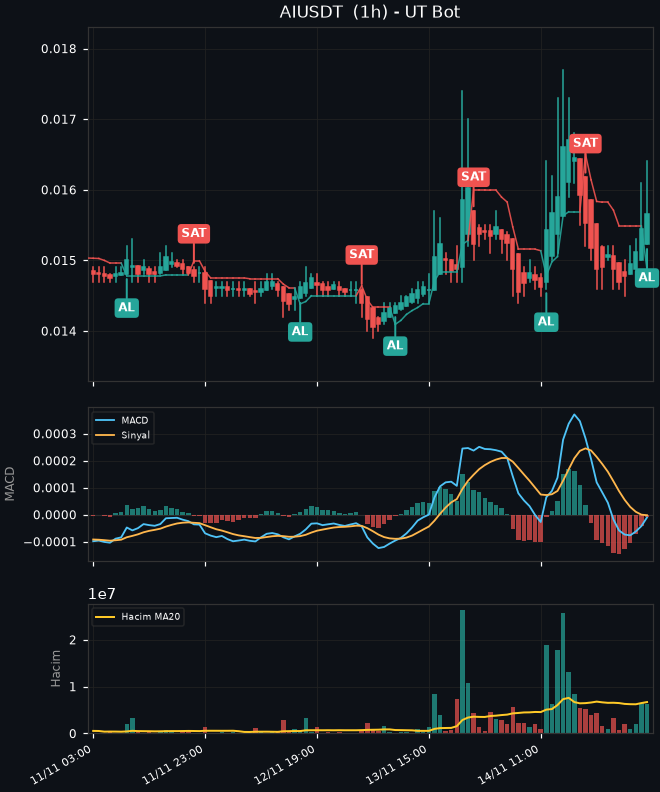 AIUSDT (1h) - UT Bot
0.018
0.017
0.016
0.015
0.014
SAT
SAT
SAT
SAT
AL
AL
AL
AL
AL
MACD
0.0003
0.0002
0.0001
0.0000
−0.0001
MACD
Sinyal
1e7
Hacim
2
1
0
Hacim MA20
11/11 03:00
11/11 23:00
12/11 19:00
13/11 15:00
14/11 11:00